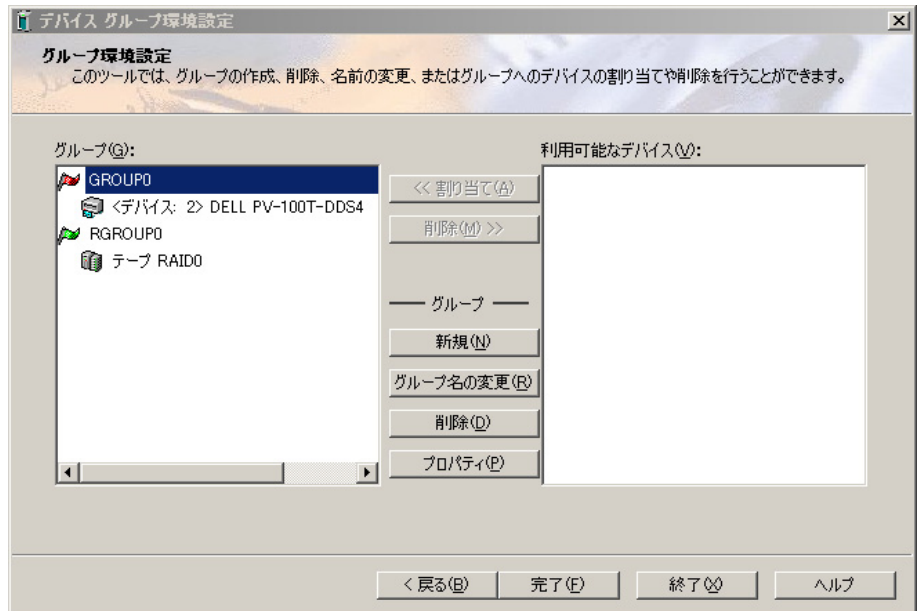 デバイス グループ環境設定
グループ環境設定
このツールでは、グループの作成、削除、名前の変更、またはグループへのデバイスの割り当てや削除を行うことができます。
グループ(G):
利用可能なデバイス(V):
GROUP0
<デバイス: 2> DELL PV-100T-DDS4
RGROUP0
テープ RAID0
<< 割り当て(A)
削除(M) >>
グループ
新規(N)
グループ名の変更(R)
削除(D)
プロパティ(P)
< 戻る(B)
完了(F)
終了(X)
ヘルプ